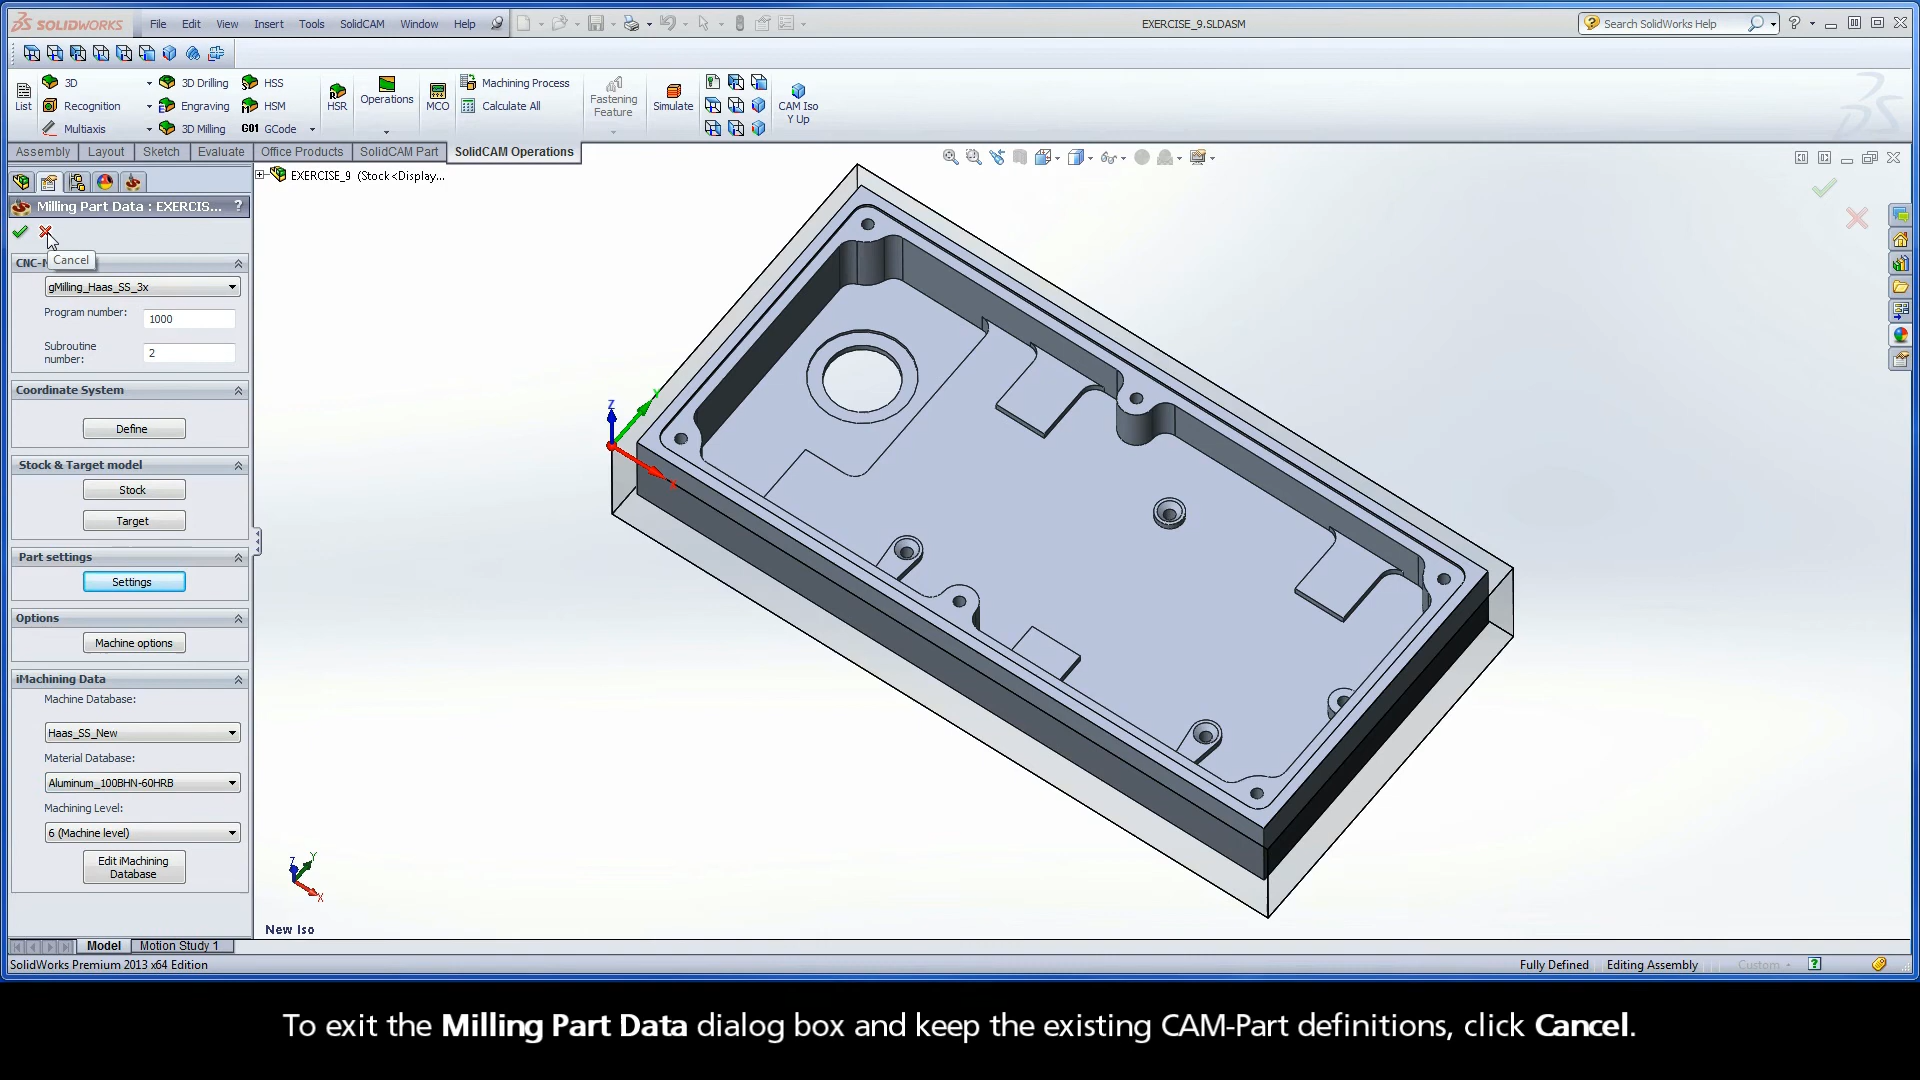 SOLIDWORKS File Edit View Insert Tools SolidCAM Window Help EXERCISE_9.SLDASM Search SolidWorks Help
List
3D
Recognition
Multiaxis
3D Drilling
Engraving
3D Milling
HSS
HSM
G01 GCode
HSR
Operations
MCO
Machining Process
Calculate All
Fastening
Feature
Simulate
CAM Iso
Y Up
Assembly Layout Sketch Evaluate Office Products SolidCAM Part SolidCAM Operations
EXERCISE_9 (Stock<Display...
Milling Part Data : EXERCIS... ?
Cancel
CNC-
gMilling_Haas_SS_3x
Program number: 1000
Subroutine
number: 2
Coordinate System
Define
Stock & Target model
Stock
Target
Part settings
Settings
Options
Machine options
iMachining Data
Machine Database:
Haas_SS_New
Material Database:
Aluminum_100BHN-60HRB
Machining Level:
6 (Machine level)
Edit iMachining
Database
Z
Z Y
X
New Iso
Model Motion Study 1
SolidWorks Premium 2013 x64 Edition Fully Defined Editing Assembly Custom
To exit the Milling Part Data dialog box and keep the existing CAM-Part definitions, click Cancel.